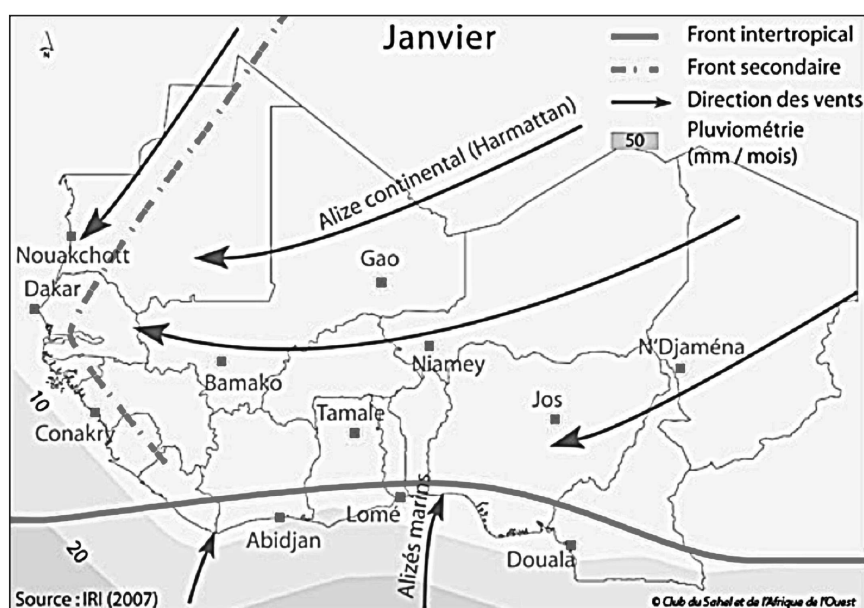 Janvier
N
Front intertropical
Front secondaire
Direction des vents
Pluviométrie
(mm / mois)
50
Alize continental (Harmattan)
Nouakchott
Dakar
Gao
Bamako
Niamey
N'Djaména
10
Conakry
Tamale
Jos
Lomé
Abidjan
Alizés marins
Douala
20
Source : IRI (2007)
© Club du Sahel et de l'Afrique de l'Ouest